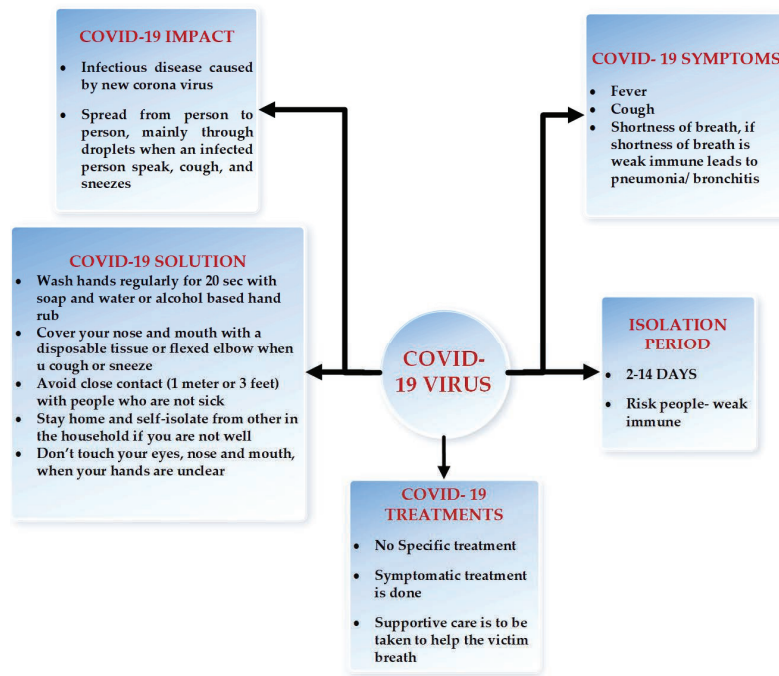 COVID-19 IMPACT
• Infectious disease caused
by new corona virus
• Spread from person to
person, mainly through
droplets when an infected
person speak, cough, and
sneezes
COVID- 19 SYMPTOMS
• Fever
• Cough
• Shortness of breath, if
shortness of breath is
weak immune leads to
pneumonia/ bronchitis
COVID-19 SOLUTION
• Wash hands regularly for 20 sec with
soap and water or alcohol based hand
rub
• Cover your nose and mouth with a
disposable tissue or flexed elbow when
u cough or sneeze
• Avoid close contact (1 meter or 3 feet)
with people who are not sick
• Stay home and self-isolate from other in
the household if you are not well
• Don't touch your eyes, nose and mouth,
when your hands are unclear
COVID-
19 VIRUS
ISOLATION
PERIOD
• 2-14 DAYS
• Risk people- weak
immune
COVID- 19
TREATMENTS
• No Specific treatment
• Symptomatic treatment
is done
• Supportive care is to be
taken to help the victim
breath